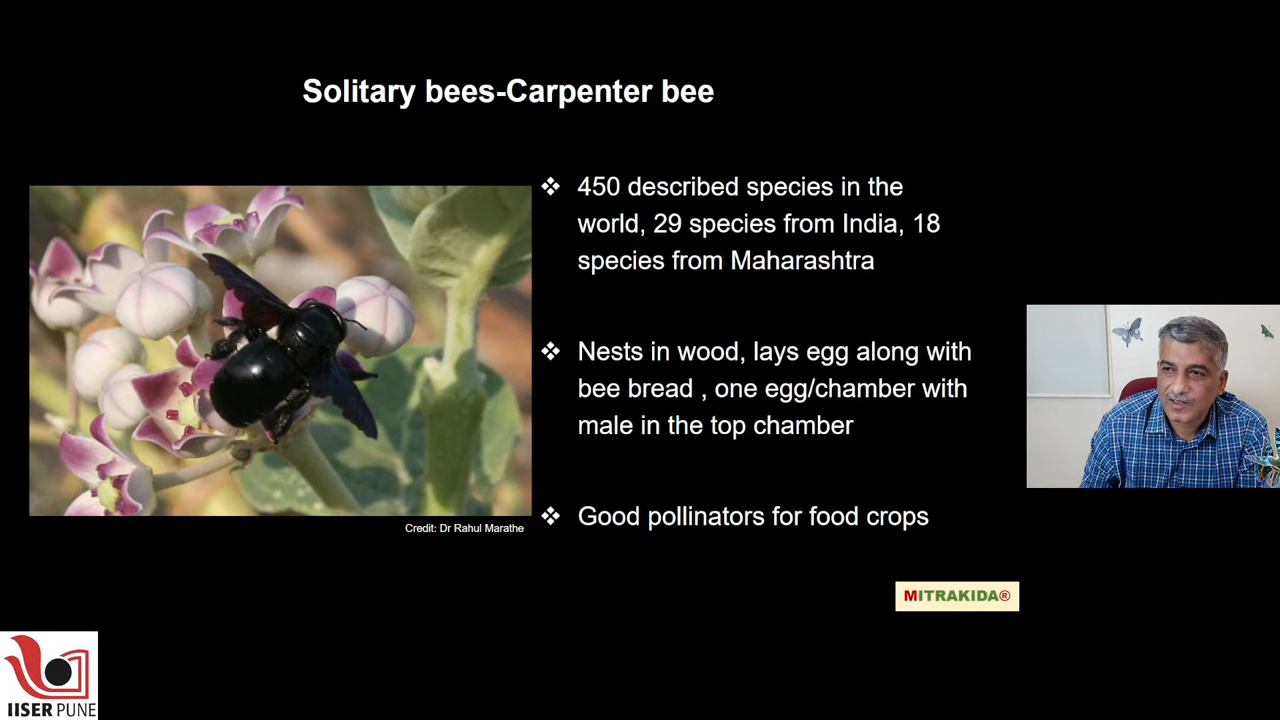 Solitary bees-Carpenter bee
❖ 450 described species in the
world, 29 species from India, 18
species from Maharashtra
❖ Nests in wood, lays egg along with
bee bread , one egg/chamber with
male in the top chamber
❖ Good pollinators for food crops
Credit: Dr Rahul Marathe
MITRAKIDA®
IISER PUNE